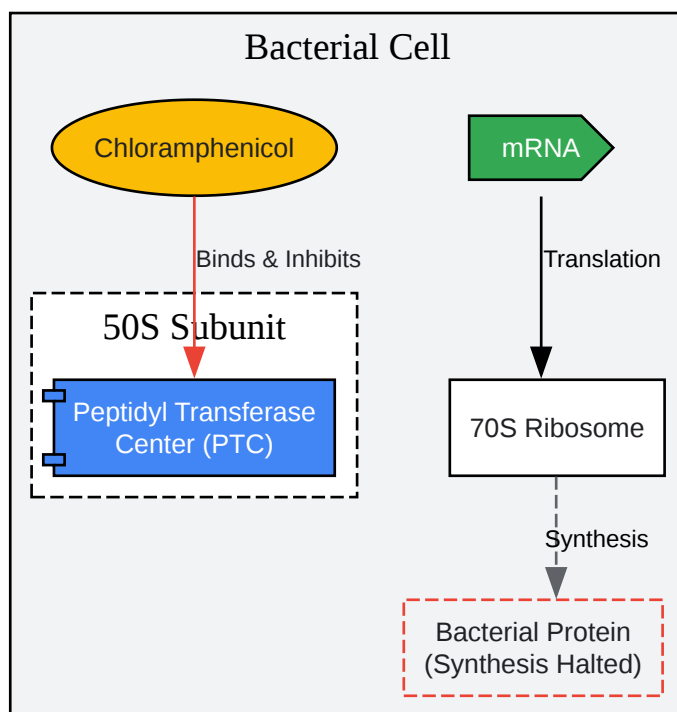 Bacterial Cell
Chloramphenicol
mRNA
Binds & Inhibits
Translation
50S Subunit
Peptidyl Transferase
Center (PTC)
70S Ribosome
Synthesis
Bacterial Protein
(Synthesis Halted)